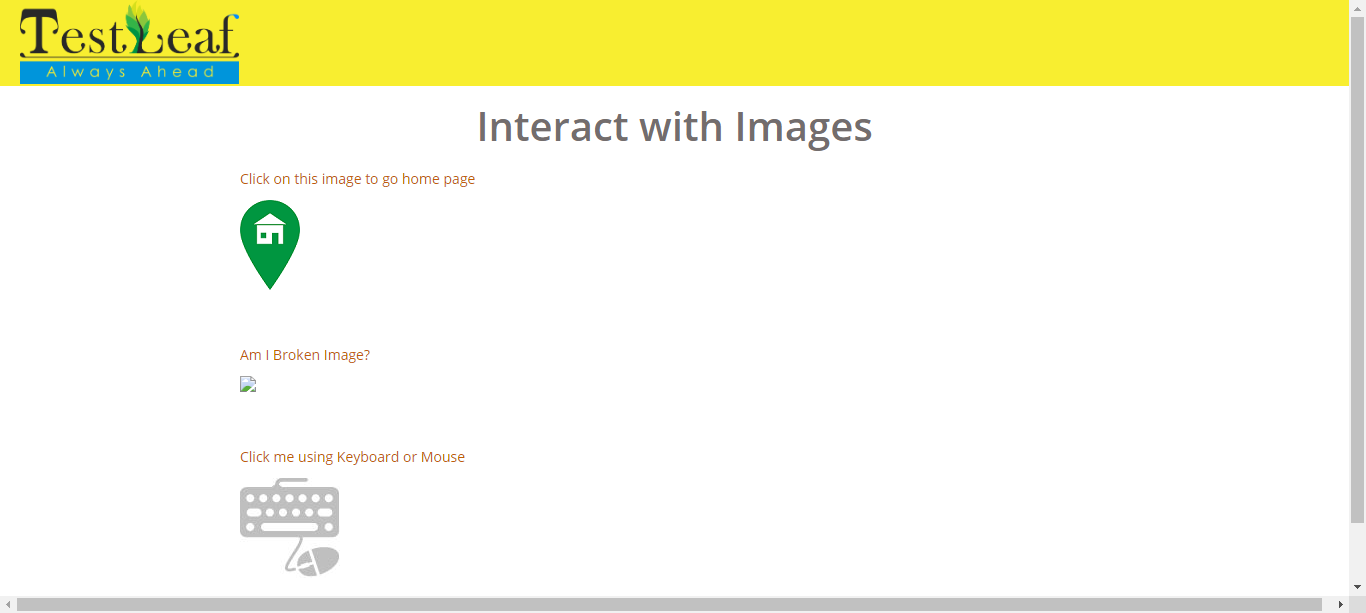 TestLeaf
Always Ahead
Interact with Images
Click on this image to go home page
Am I Broken Image?
Click me using Keyboard or Mouse